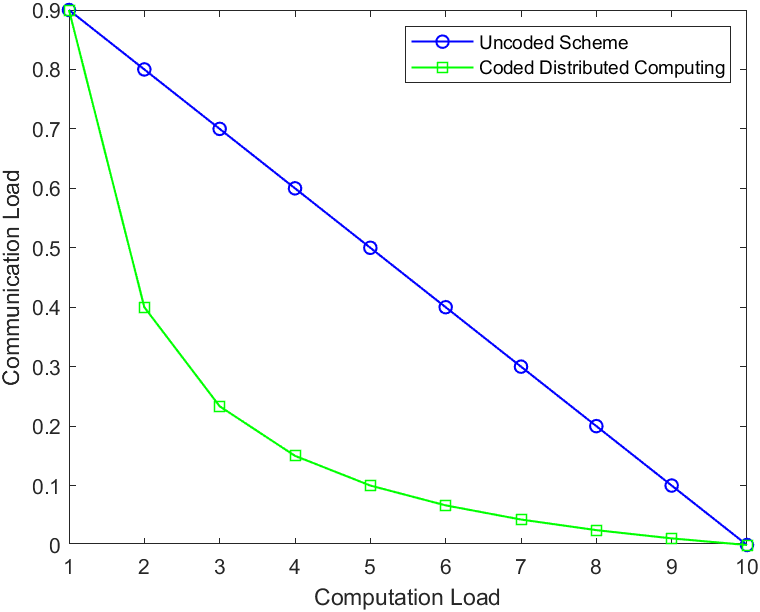 Uncoded Scheme
Coded Distributed Computing
Communication Load
0.9
0.8
0.7
0.6
0.5
0.4
0.3
0.2
0.1
0
1 2 3 4 5 6 7 8 9 10
Computation Load